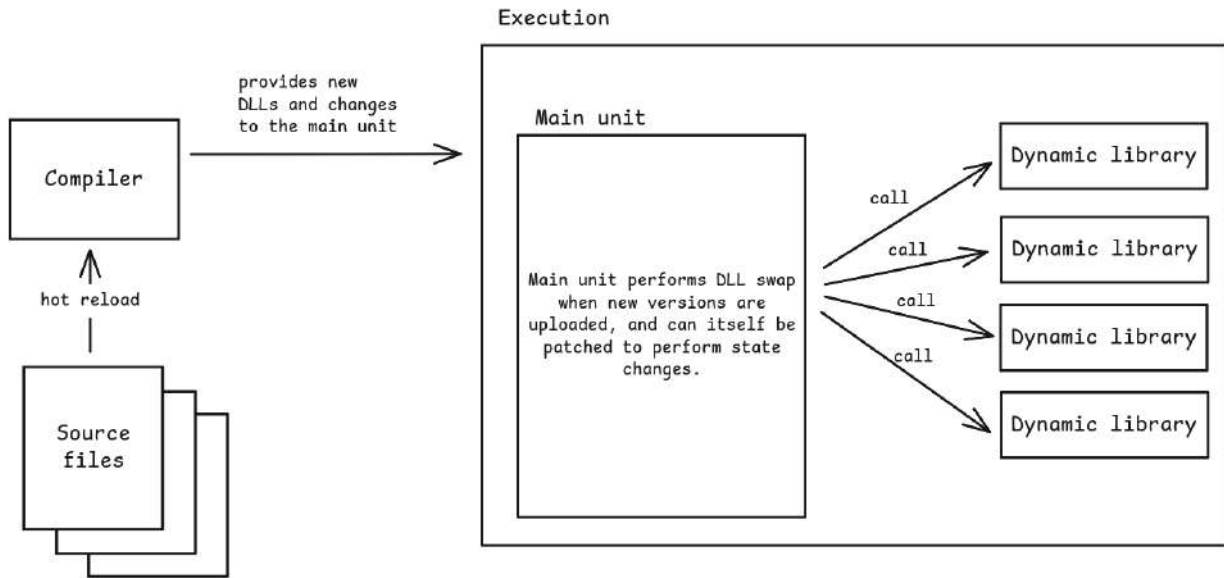 Execution
provides new
DLLs and changes
to the main unit
Main unit
Compiler
Dynamic library
call
Dynamic library
call
hot reload
Main unit performs DLL swap
when new versions are
uploaded, and can itself be
patched to perform state
changes.
call
Dynamic library
call
Dynamic library
Source
files